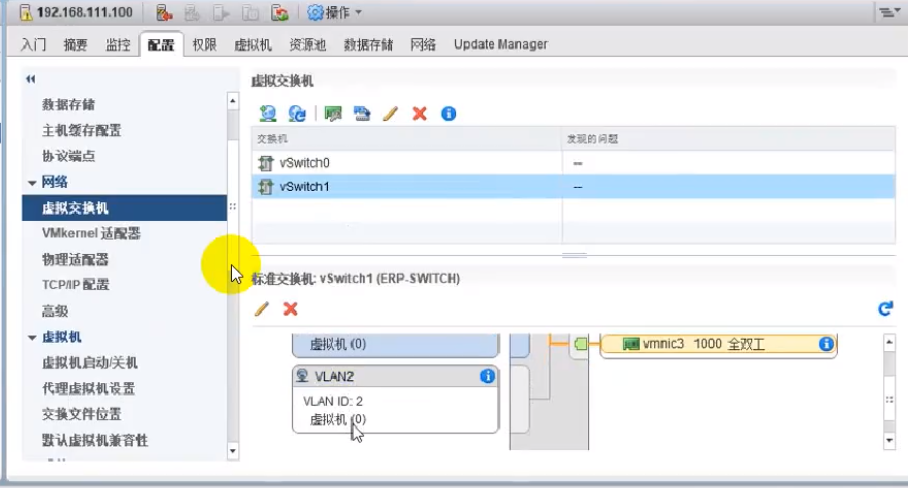 192.168.111.100 操作
入门 摘要 监控 配置 权限 虚拟机 资源池 数据存储 网络 Update Manager
数据存储
主机缓存配置
协议端点
网络
虚拟交换机
VMkernel 适配器
物理适配器
TCP/IP 配置
高级
虚拟机
虚拟机启动/关机
代理虚拟机设置
交换文件位置
默认虚拟机兼容性
虚拟交换机
交换机 发现的问题
vSwitch0 --
vSwitch1 --
标准交换机: vSwitch1 (ERP-SWITCH)
虚拟机 (0)
vmnic3 1000 全双工
VLAN2
VLAN ID: 2
虚拟机 (0)